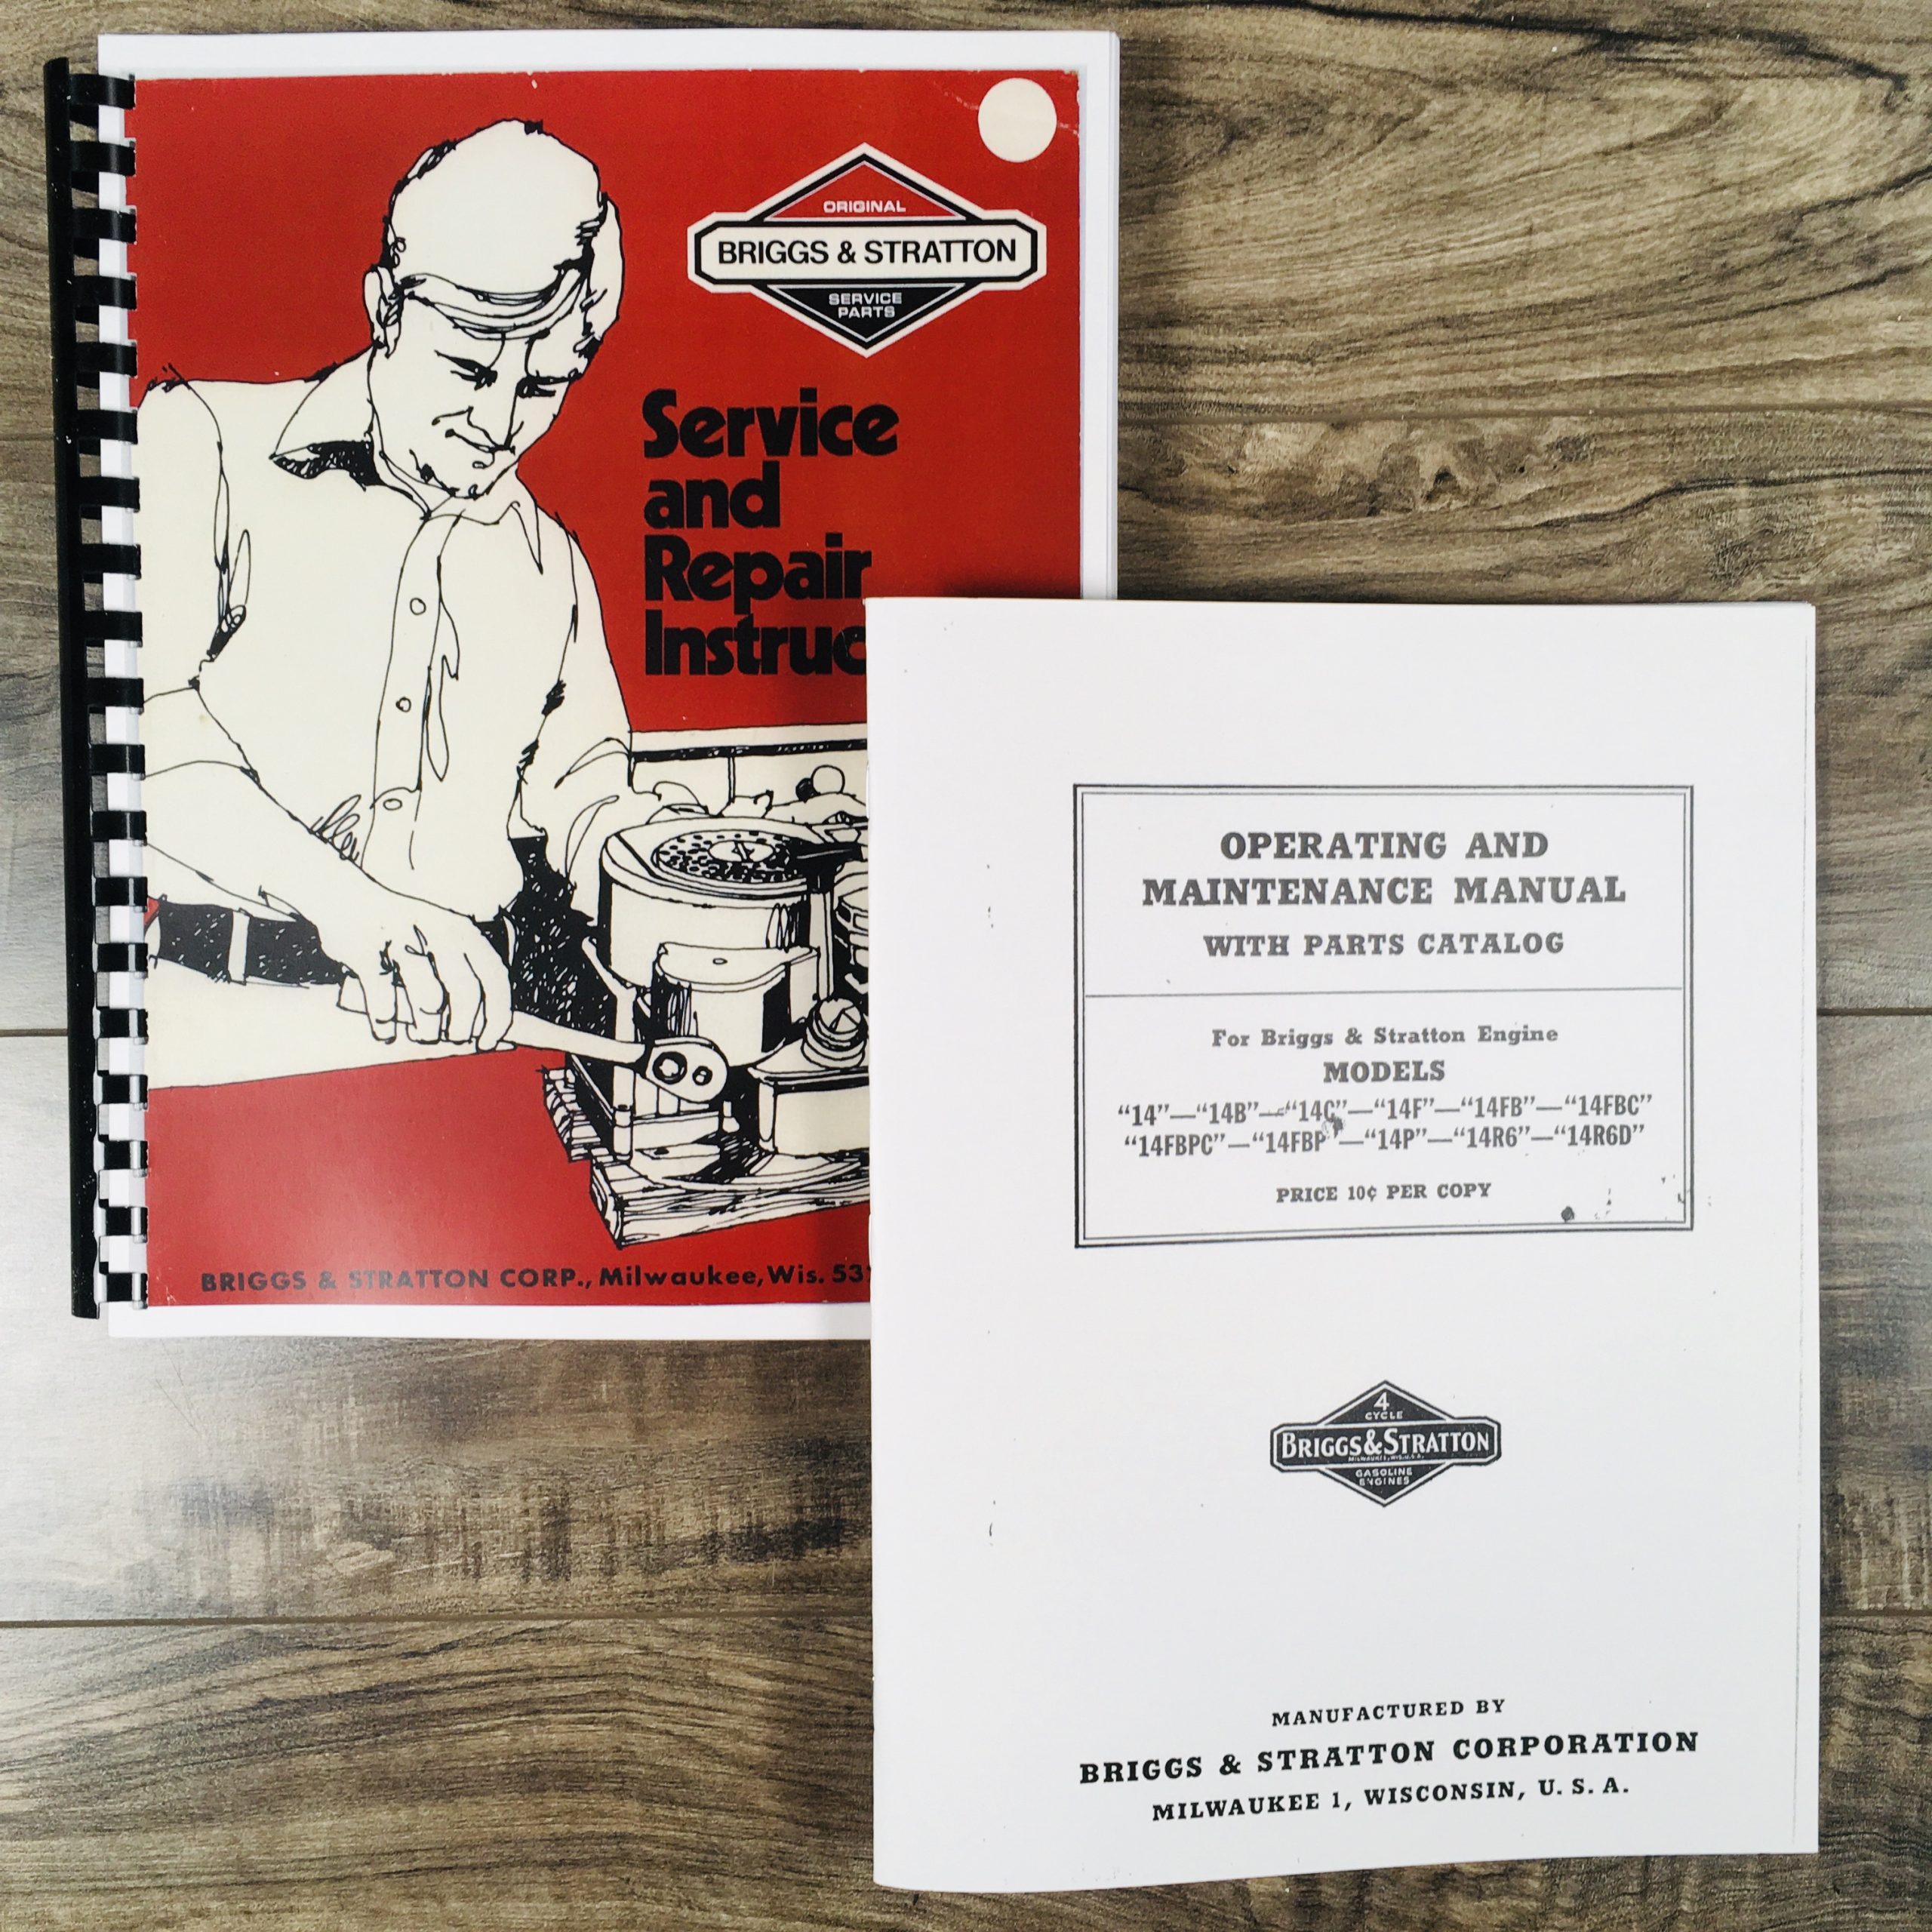 ORIGINAL
BRIGGS & STRATTON
SERVICE
PARTS
Service
and
Repair
Instruc
BRIGGS & STRATTON CORP., Milwaukee, Wis. 53
OPERATING AND
MAINTENANCE MANUAL
WITH PARTS CATALOG
For Briggs & Stratton Engine
MODELS
“14”—“14B”—“14C”—“14F”—“14FB”—“14FBC”
“14FBPC”—“14FBP”—“14P”—“14R6”—“14R6D”
PRICE 10¢ PER COPY
4
CYCLE
BRIGGS&STRATTON
MILWAUKEE, WIS. U.S.A.
GASOLINE
ENGINES
MANUFACTURED BY
BRIGGS & STRATTON CORPORATION
MILWAUKEE 1, WISCONSIN, U. S. A.